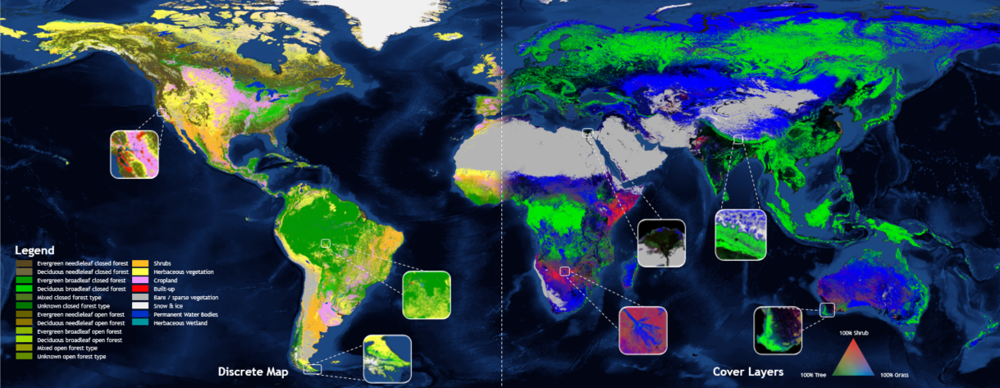 Legend
Evergreen needleleaf closed forest
Deciduous needleleaf closed forest
Evergreen broadleaf closed forest
Deciduous broadleaf closed forest
Mixed closed forest type
Unknown closed forest type
Evergreen needleleaf open forest
Deciduous needleleaf open forest
Evergreen broadleaf open forest
Deciduous broadleaf open forest
Mixed open forest type
Unknown open forest type
Shrubs
Herbaceous vegetation
Cropland
Built-up
Bare / sparse vegetation
Snow & ice
Permanent Water Bodies
Herbaceous Wetland
Discrete Map
Cover Layers
100% Shrub
100% Tree
100% Grass